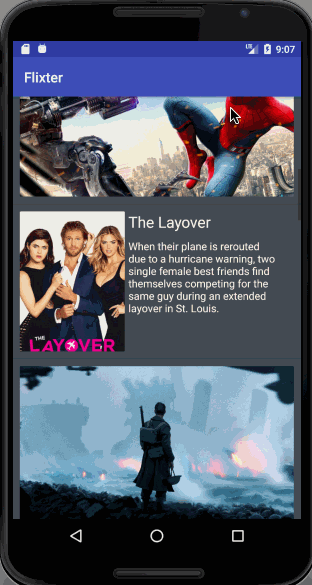 9:07
Flixter
The Layover
When their plane is rerouted
due to a hurricane warning, two
single female best friends find
themselves competing for the
same guy during an extended
layover in St. Louis.
THE
LAYOVER